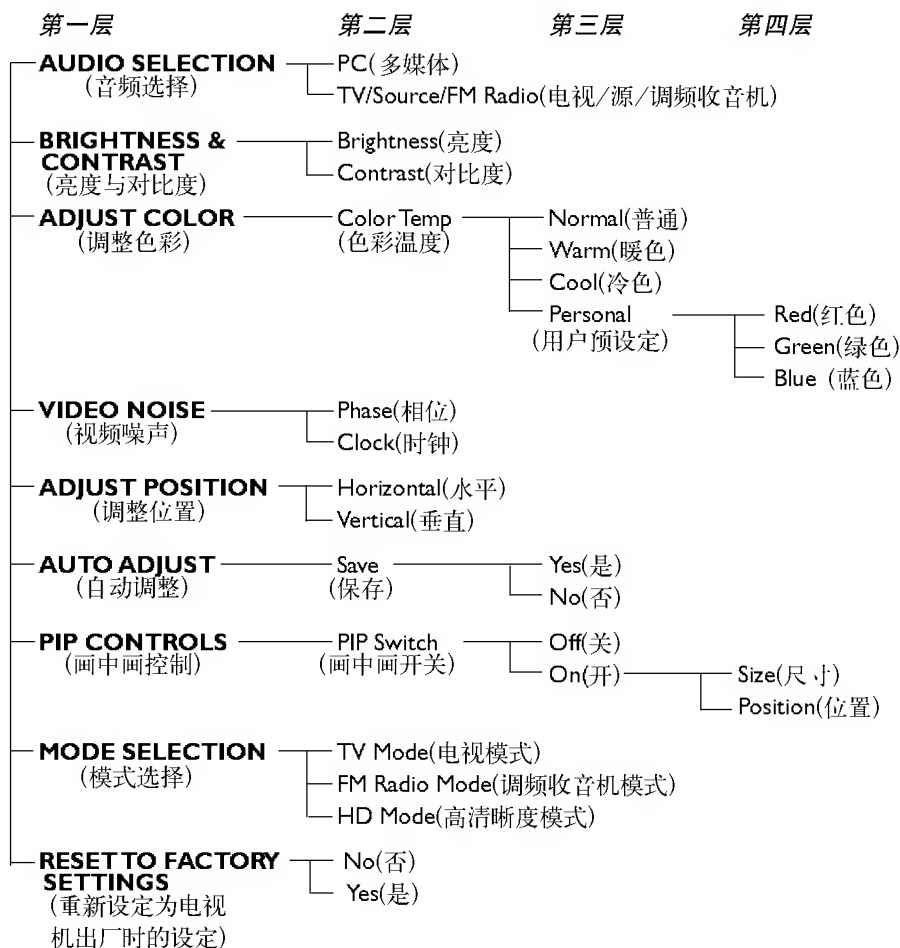 第一层 第二层 第三层 第四层
AUDIO SELECTION PC(多媒体)
(音频选择) TV/Source/FM Radio(电视/源/调频收音机)
BRIGHTNESS & Brightness(亮度)
CONTRAST Contrast(对比度)
(亮度与对比度)
ADJUST COLOR Color Temp Normal(普通)
(调整色彩) (色彩温度) Warm(暖色)
Cool(冷色)
Personal Red(红色)
(用户预设定) Green(绿色)
Blue (蓝色)
VIDEO NOISE Phase(相位)
(视频噪声) Clock(时钟)
ADJUST POSITION Horizontal(水平)
(调整位置) Vertical(垂直)
AUTO ADJUST Save Yes(是)
(自动调整) (保存) No(否)
PIP CONTROLS PIP Switch Off(关)
(画中画控制) (画中画开关) On(开) Size(尺寸)
Position(位置)
MODE SELECTION TV Mode(电视模式)
(模式选择) FM Radio Mode(调频收音机模式)
HD Mode(高清晰度模式)
RESET TO FACTORY No(否)
SETTINGS Yes(是)
(重新设定为电视
机出厂时的设定)